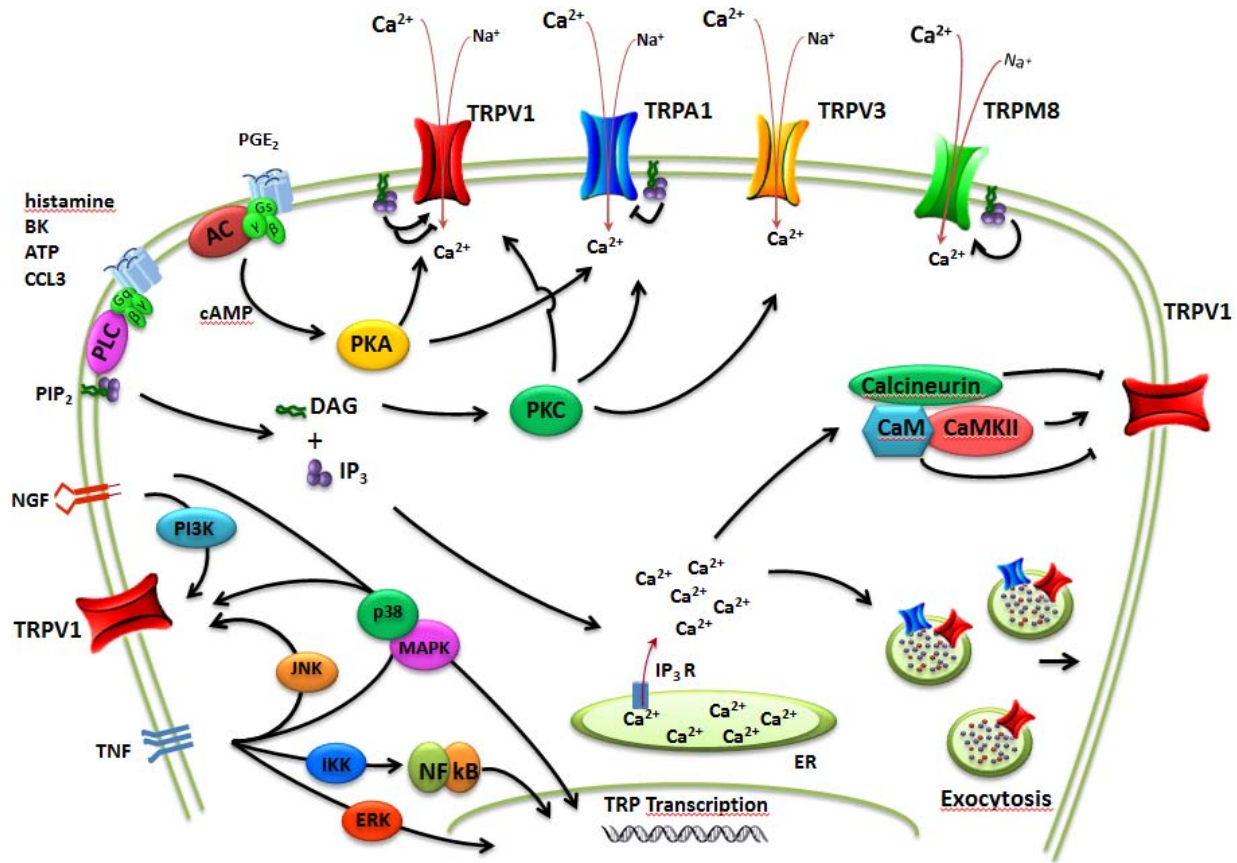 Ca²⁺
Na⁺
Ca²⁺
Na⁺
Ca²⁺
Na⁺
Ca²⁺
Na⁺
TRPV1
TRPA1
TRPV3
TRPM8
PGE₂
histamine
BK
ATP
CCL3
AC
Gs
γ
β
Ca²⁺
Ca²⁺
Ca²⁺
Ca²⁺
Gq
β
γ
PLC
cAMP
PKA
TRPV1
PIP₂
DAG
+
IP₃
PKC
Calcineurin
CaM
CaMKII
NGF
PI3K
TRPV1
p38
MAPK
JNK
Ca²⁺
Ca²⁺
Ca²⁺
Ca²⁺
Ca²⁺
IP₃ R
Ca²⁺
Ca²⁺
Ca²⁺
Ca²⁺
Ca²⁺
ER
TNF
IKK
NF
kB
ERK
TRP Transcription
Exocytosis